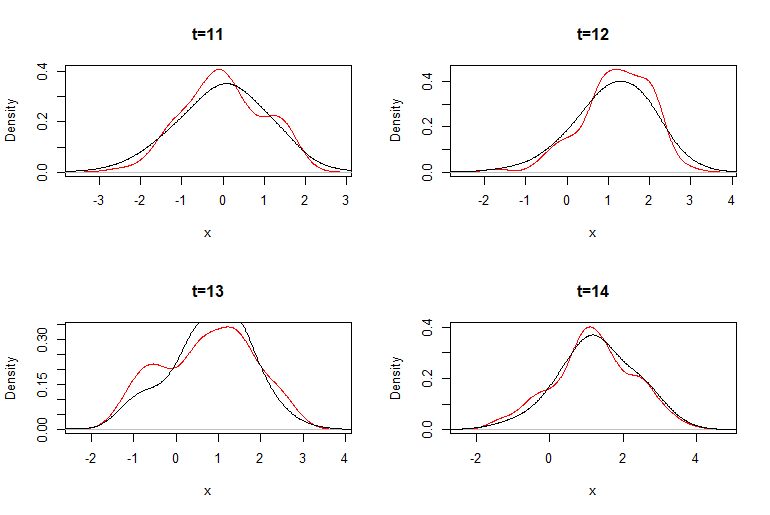 t=11
Density
0.0 0.2 0.4
-3 -2 -1 0 1 2 3
x
t=12
Density
0.0 0.2 0.4
-2 -1 0 1 2 3 4
x
t=13
Density
0.00 0.15 0.30
-2 -1 0 1 2 3 4
x
t=14
Density
0.0 0.2 0.4
-2 0 2 4
x